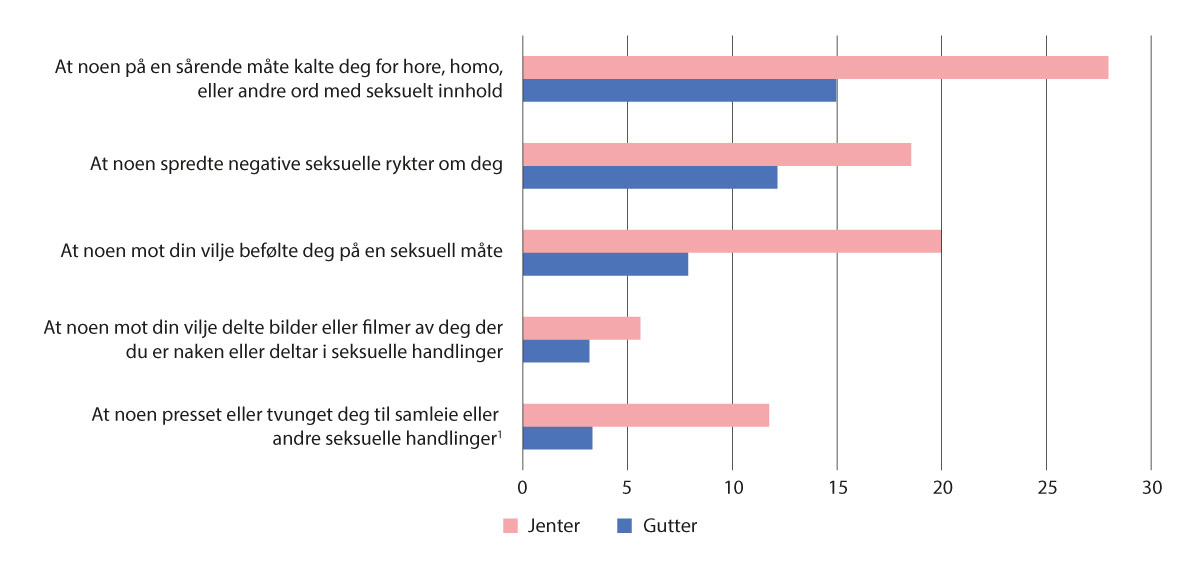 At noen på en sårende måte kalte deg for hore, homo,
eller andre ord med seksuelt innhold
At noen spredte negative seksuelle rykter om deg
At noen mot din vilje befølte deg på en seksuell måte
At noen mot din vilje delte bilder eller filmer av deg der
du er naken eller deltar i seksuelle handlinger
At noen presset eller tvunget deg til samleie eller
andre seksuelle handlinger¹
0 5 10 15 20 25 30
Jenter Gutter